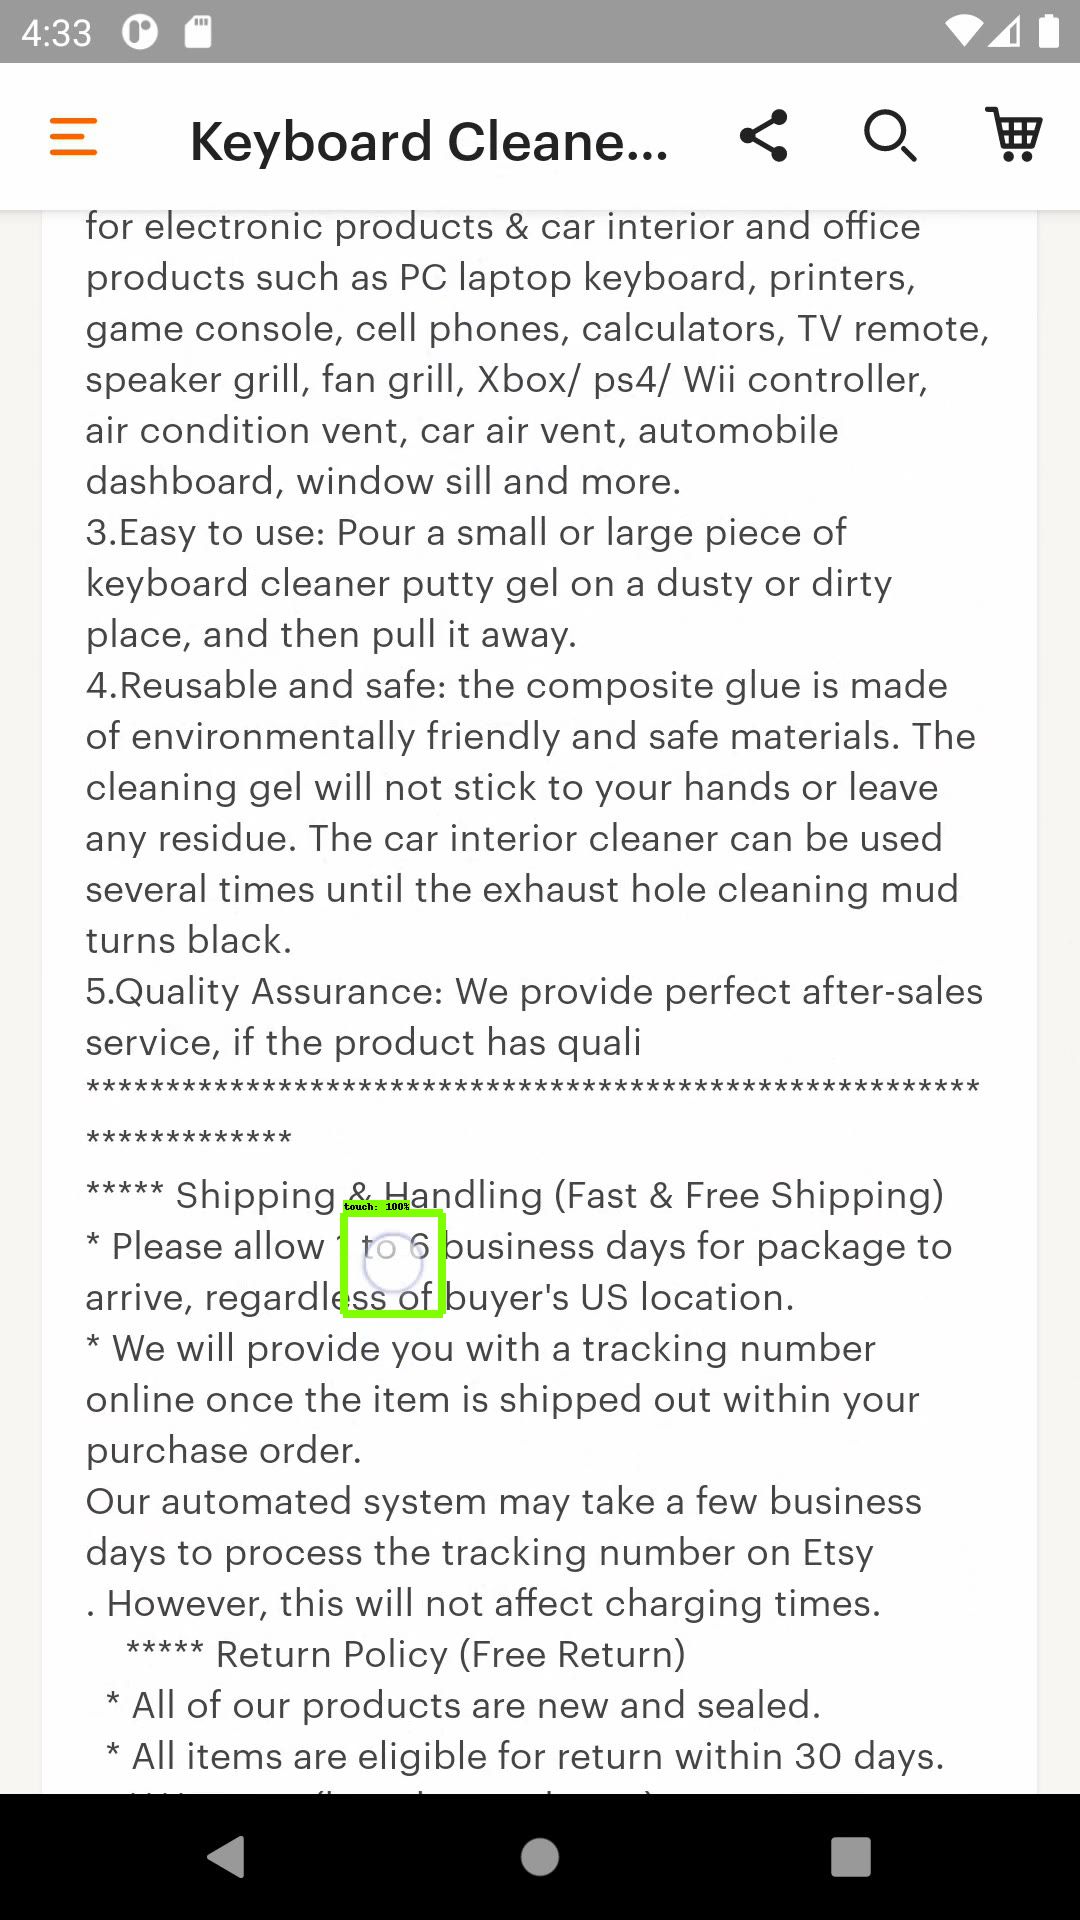 4:33
Keyboard Cleane...
for electronic products & car interior and office
products such as PC laptop keyboard, printers,
game console, cell phones, calculators, TV remote,
speaker grill, fan grill, Xbox/ ps4/ Wii controller,
air condition vent, car air vent, automobile
dashboard, window sill and more.
3.Easy to use: Pour a small or large piece of
keyboard cleaner putty gel on a dusty or dirty
place, and then pull it away.
4.Reusable and safe: the composite glue is made
of environmentally friendly and safe materials. The
cleaning gel will not stick to your hands or leave
any residue. The car interior cleaner can be used
several times until the exhaust hole cleaning mud
turns black.
5.Quality Assurance: We provide perfect after-sales
service, if the product has quali
********************************************************
*************
***** Shipping & Handling (Fast & Free Shipping)
touch: 100%
* Please allow to 6 business days for package to
arrive, regardless of buyer's US location.
* We will provide you with a tracking number
online once the item is shipped out within your
purchase order.
Our automated system may take a few business
days to process the tracking number on Etsy
. However, this will not affect charging times.
***** Return Policy (Free Return)
* All of our products are new and sealed.
* All items are eligible for return within 30 days.